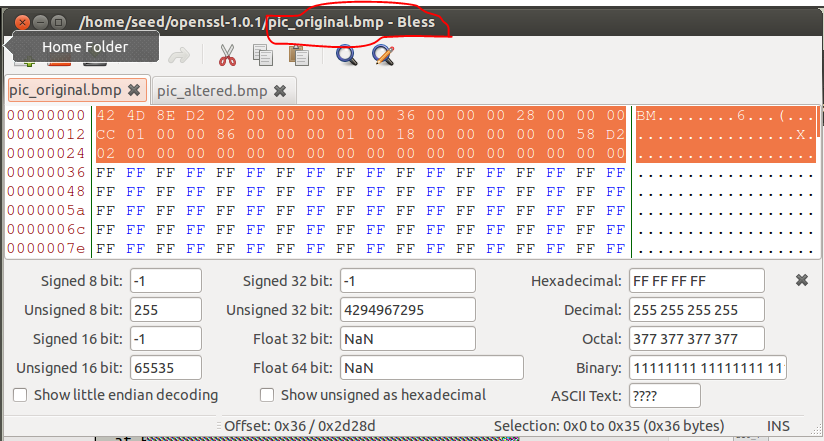 /home/seed/openssl-1.0.1/pic_original.bmp - Bless
Home Folder
pic_original.bmp pic_altered.bmp
00000000 42 4D 8E D2 02 00 00 00 00 00 36 00 00 00 28 00 00 00 BM........6...(...
00000012 CC 01 00 00 86 00 00 00 01 00 18 00 00 00 00 00 58 D2 ................X.
00000024 02 00 00 00 00 00 00 00 00 00 00 00 00 00 00 00 00 00 ..................
00000036 FF FF FF FF FF FF FF FF FF FF FF FF FF FF FF FF FF FF ..................
00000048 FF FF FF FF FF FF FF FF FF FF FF FF FF FF FF FF FF FF ..................
0000005a FF FF FF FF FF FF FF FF FF FF FF FF FF FF FF FF FF FF ..................
0000006c FF FF FF FF FF FF FF FF FF FF FF FF FF FF FF FF FF FF ..................
0000007e FF FF FF FF FF FF FF FF FF FF FF FF FF FF FF FF FF FF ..................
Signed 8 bit: -1 Signed 32 bit: -1 Hexadecimal: FF FF FF FF
Unsigned 8 bit: 255 Unsigned 32 bit: 4294967295 Decimal: 255 255 255 255
Signed 16 bit: -1 Float 32 bit: NaN Octal: 377 377 377 377
Unsigned 16 bit: 65535 Float 64 bit: NaN Binary: 11111111 11111111 11
Show little endian decoding Show unsigned as hexadecimal ASCII Text: ????
Offset: 0x36 / 0x2d28d Selection: 0x0 to 0x35 (0x36 bytes) INS